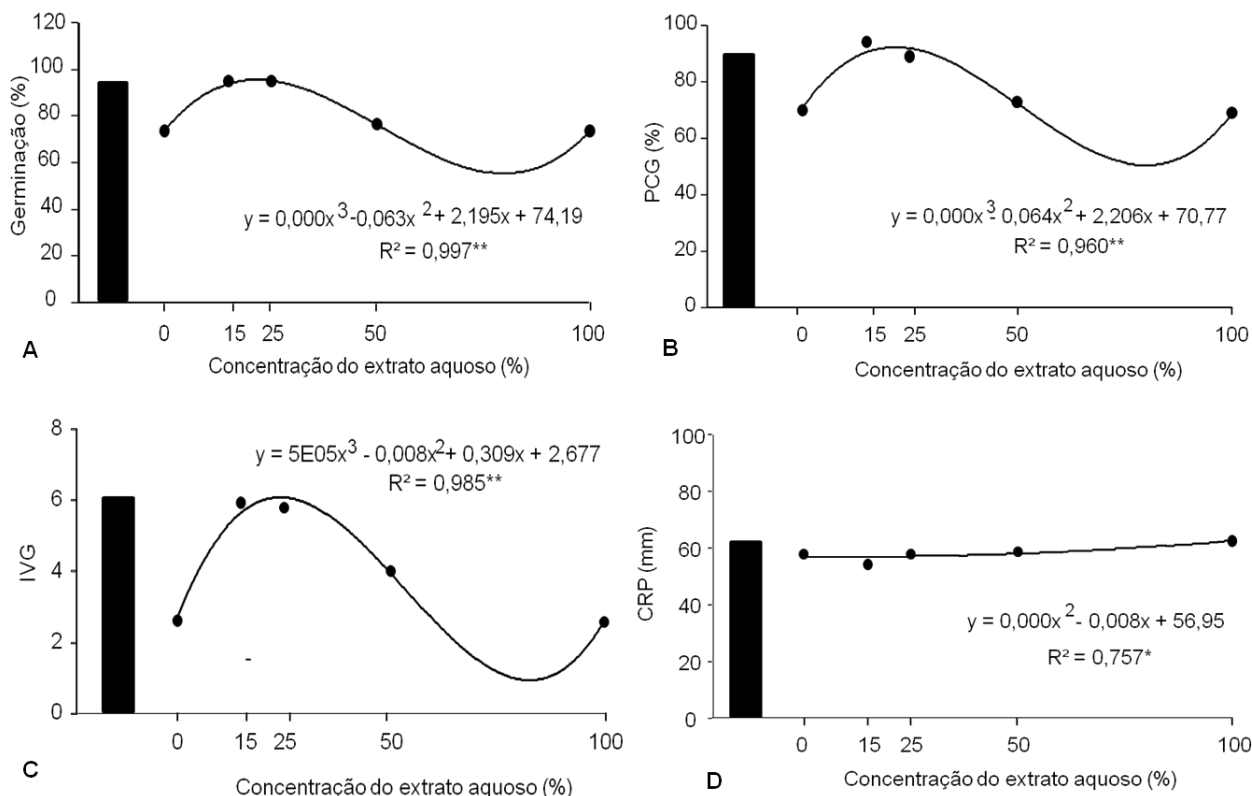 120
100
80
60
40
20
0
Germinação (%)
y = 0,000x³ -0,063x² + 2,195x + 74,19
R² = 0,997**
0 15 25 50 100
A
Concentração do extrato aquoso (%)
100
80
60
40
20
0
PCG (%)
y = 0,000x³ - 0,064x² + 2,206x + 70,77
R² = 0,960**
0 15 25 50 100
B
Concentração do extrato aquoso (%)
8
6
4
2
0
IVG
y = 5E05x³ - 0,008x² + 0,309x + 2,677
R² = 0,985**
-
0 15 25 50 100
C
Concentração do extrato aquoso (%)
100
80
60
40
20
0
CRP (mm)
y = 0,000x² - 0,008x + 56,95
R² = 0,757*
0 15 25 50 100
D
Concentração do extrato aquoso (%)